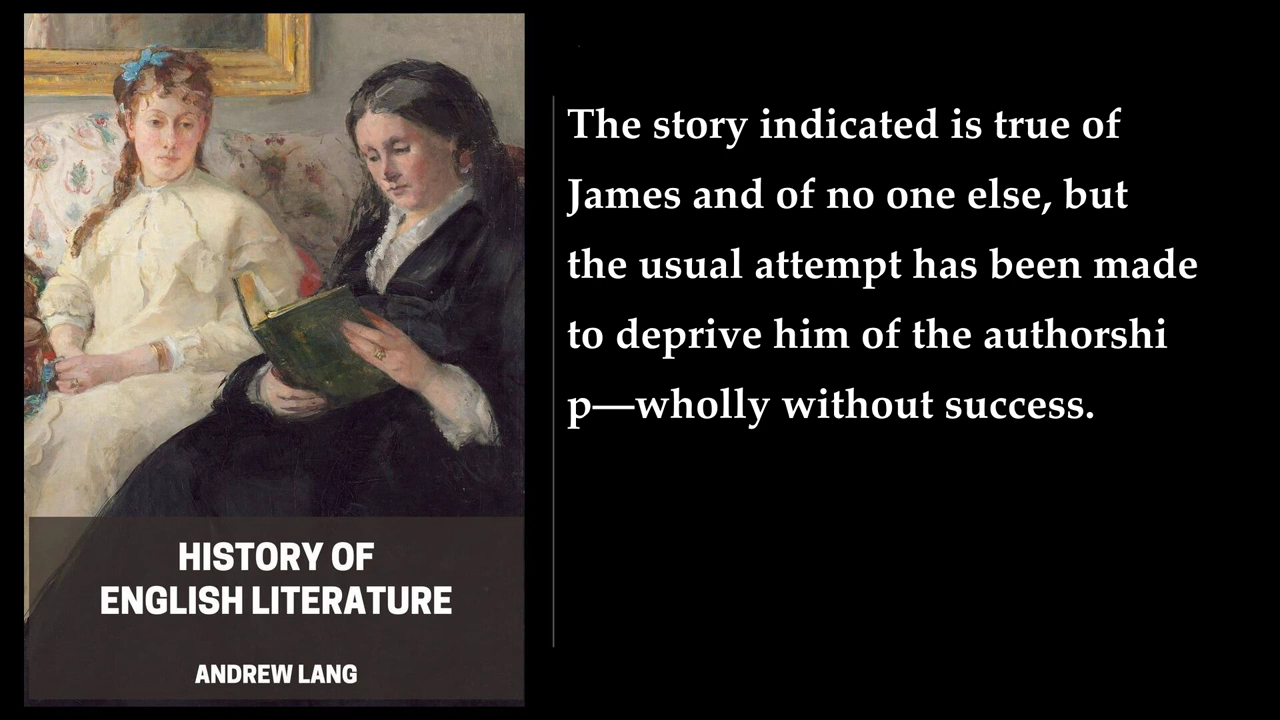 HISTORY OF
ENGLISH LITERATURE
ANDREW LANG
The story indicated is true of
James and of no one else, but
the usual attempt has been made
to deprive him of the authorshi
p—wholly without success.